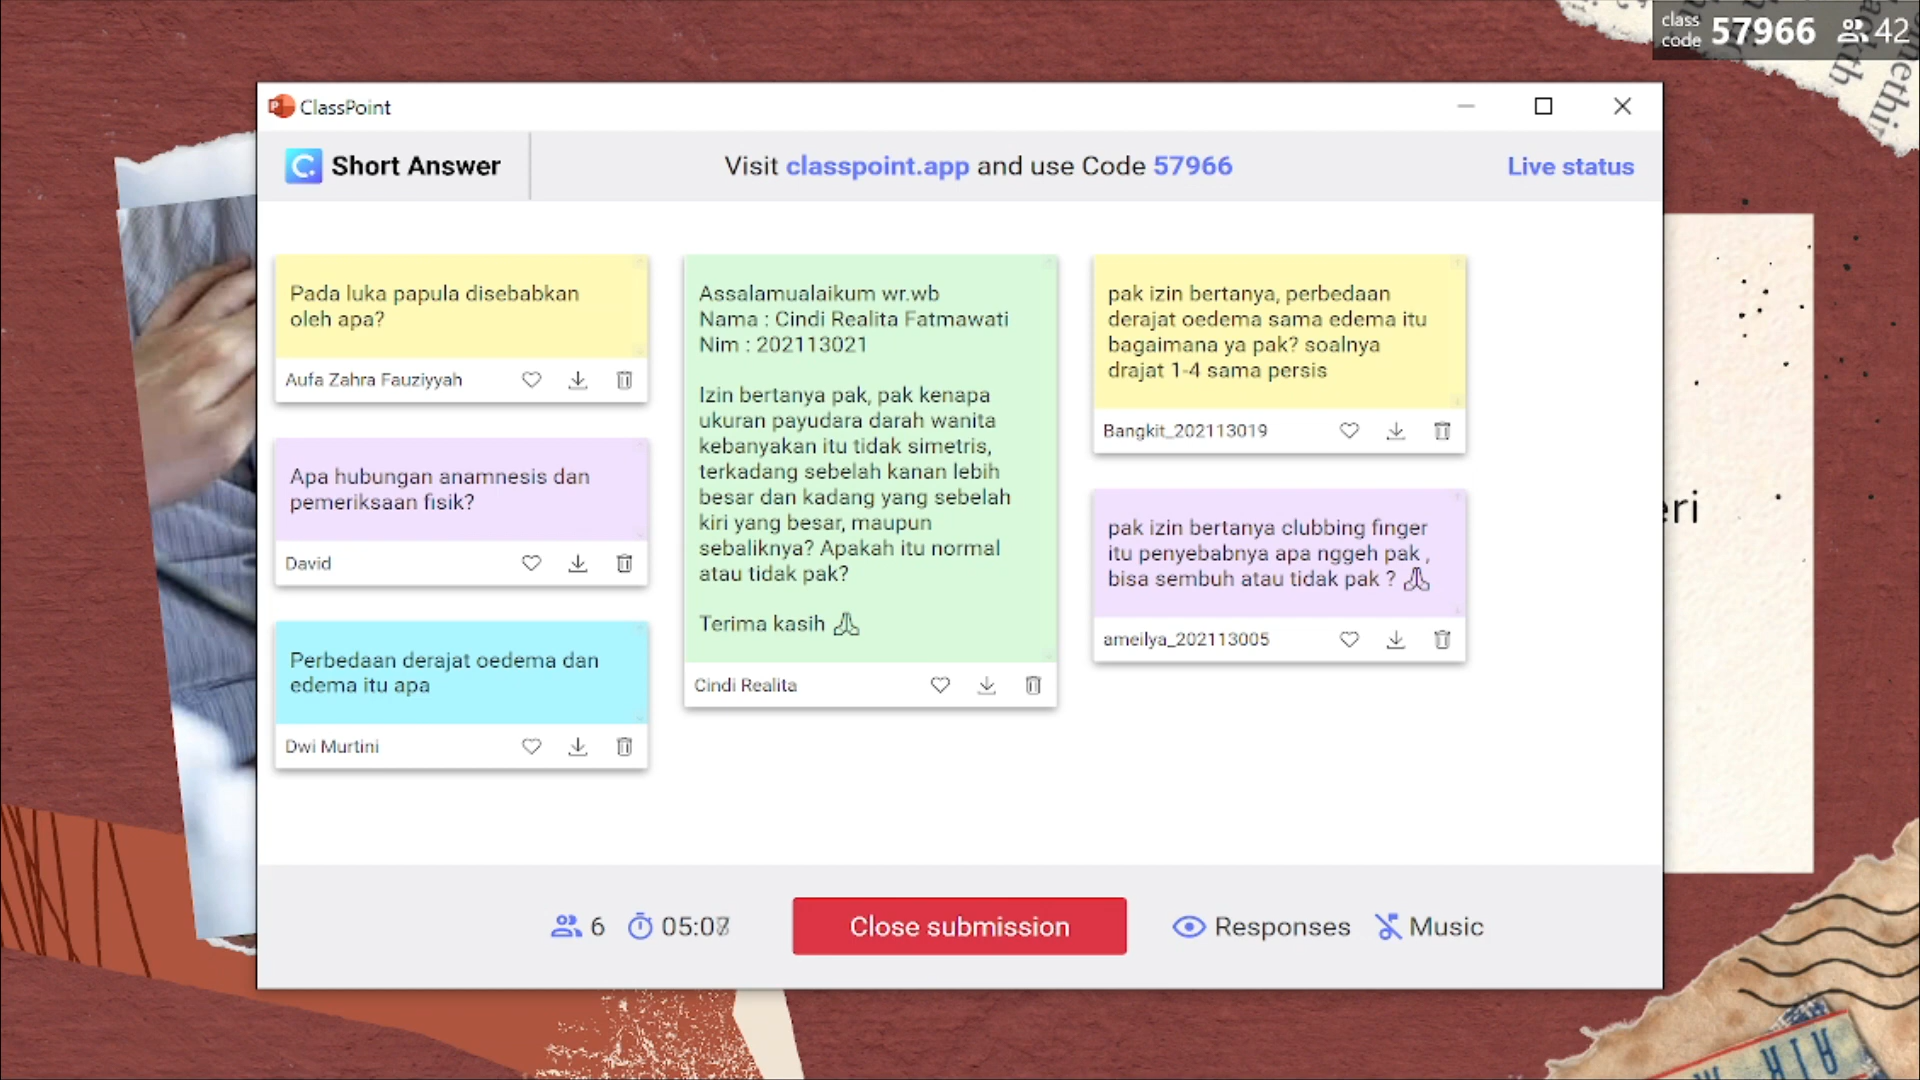 class
code 57966 42
ClassPoint
Short Answer
Visit classpoint.app and use Code 57966
Live status
Pada luka papula disebabkan
oleh apa?
Aufa Zahra Fauziyyah
Apa hubungan anamnesis dan
pemeriksaan fisik?
David
Perbedaan derajat oedema dan
edema itu apa
Dwi Murtini
Assalamualaikum wr.wb
Nama : Cindi Realita Fatmawati
Nim : 202113021
Izin bertanya pak, pak kenapa
ukuran payudara darah wanita
kebanyakan itu tidak simetris,
terkadang sebelah kanan lebih
besar dan kadang yang sebelah
kiri yang besar, maupun
sebaliknya? Apakah itu normal
atau tidak pak?
Terima kasih 🙏
Cindi Realita
pak izin bertanya, perbedaan
derajat oedema sama edema itu
bagaimana ya pak? soalnya
drajat 1-4 sama persis
Bangkit_202113019
pak izin bertanya clubbing finger
itu penyebabnya apa nggeh pak ,
bisa sembuh atau tidak pak ? 🙏
ameilya_202113005
eri
6
Close submission
Responses
Music